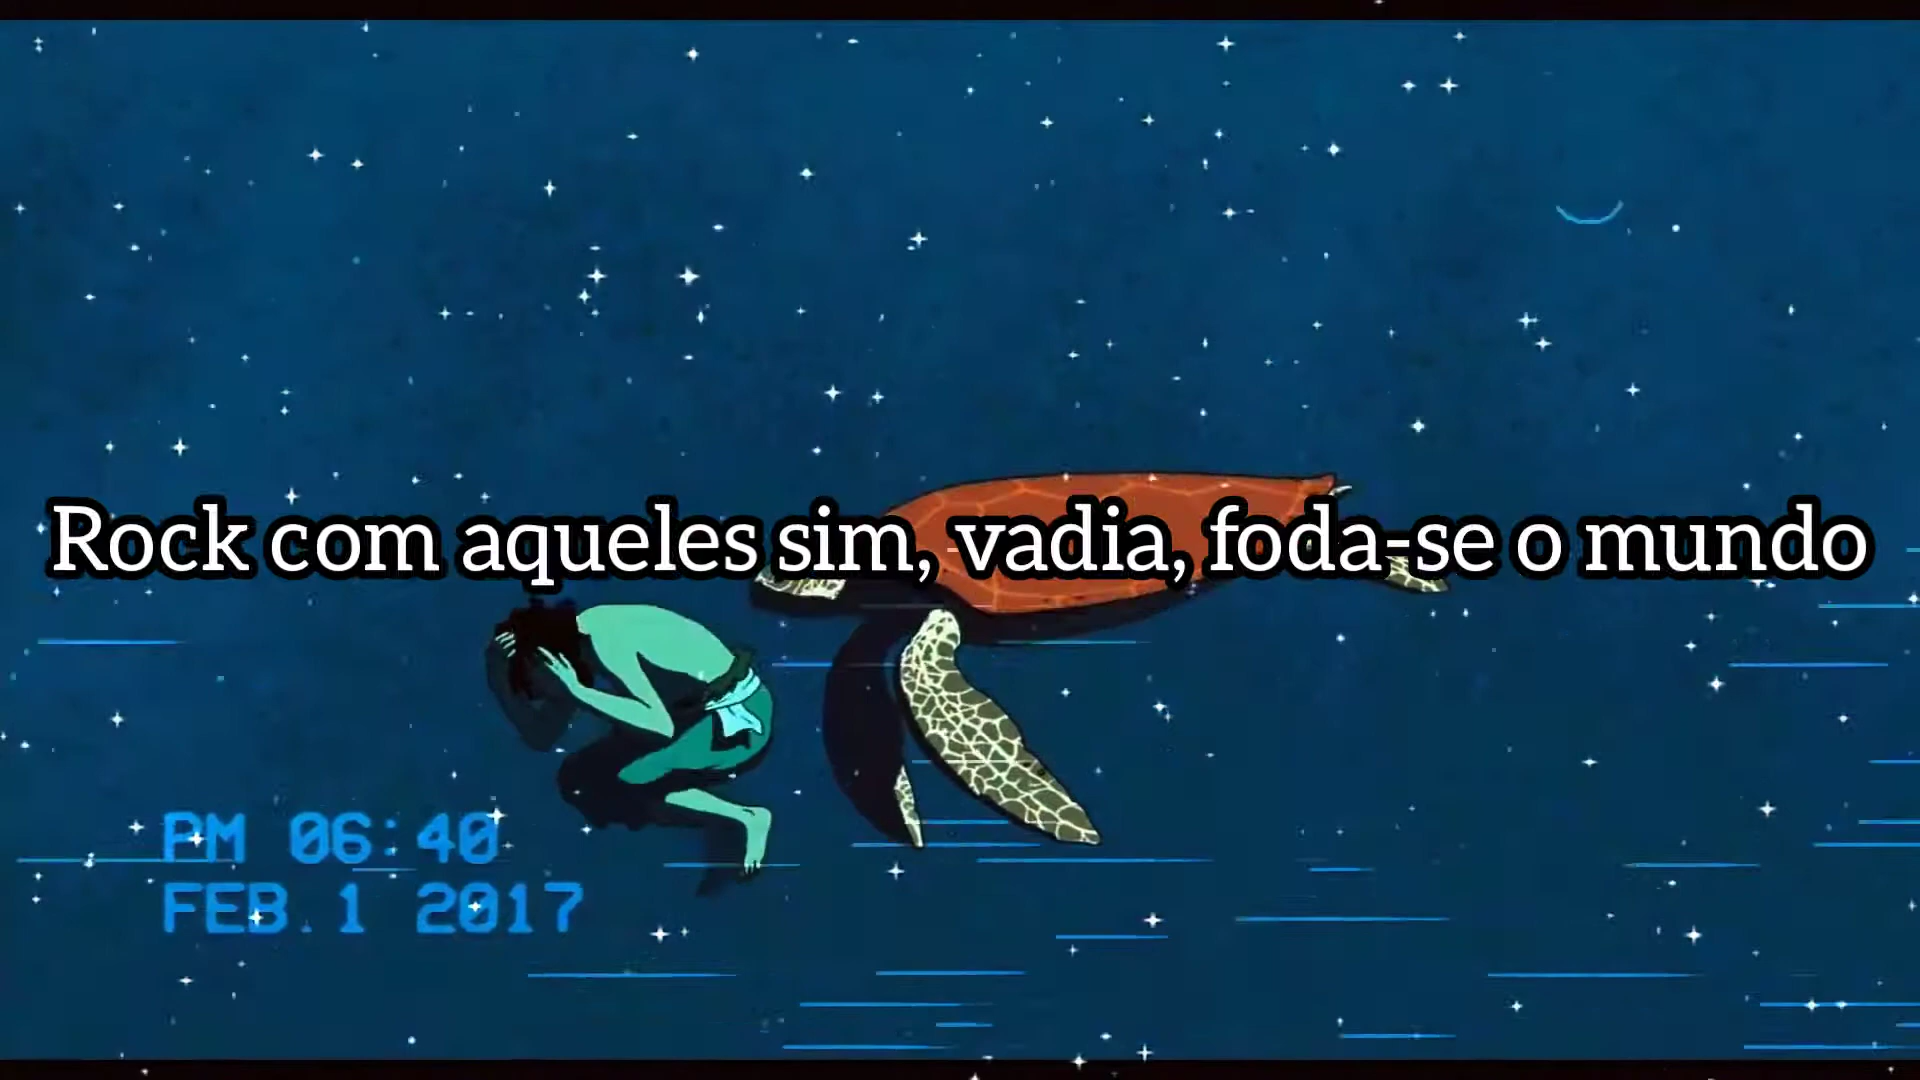 Rock com aqueles sim, vadia, foda-se o mundo
PM 06:40
FEB. 1 2017